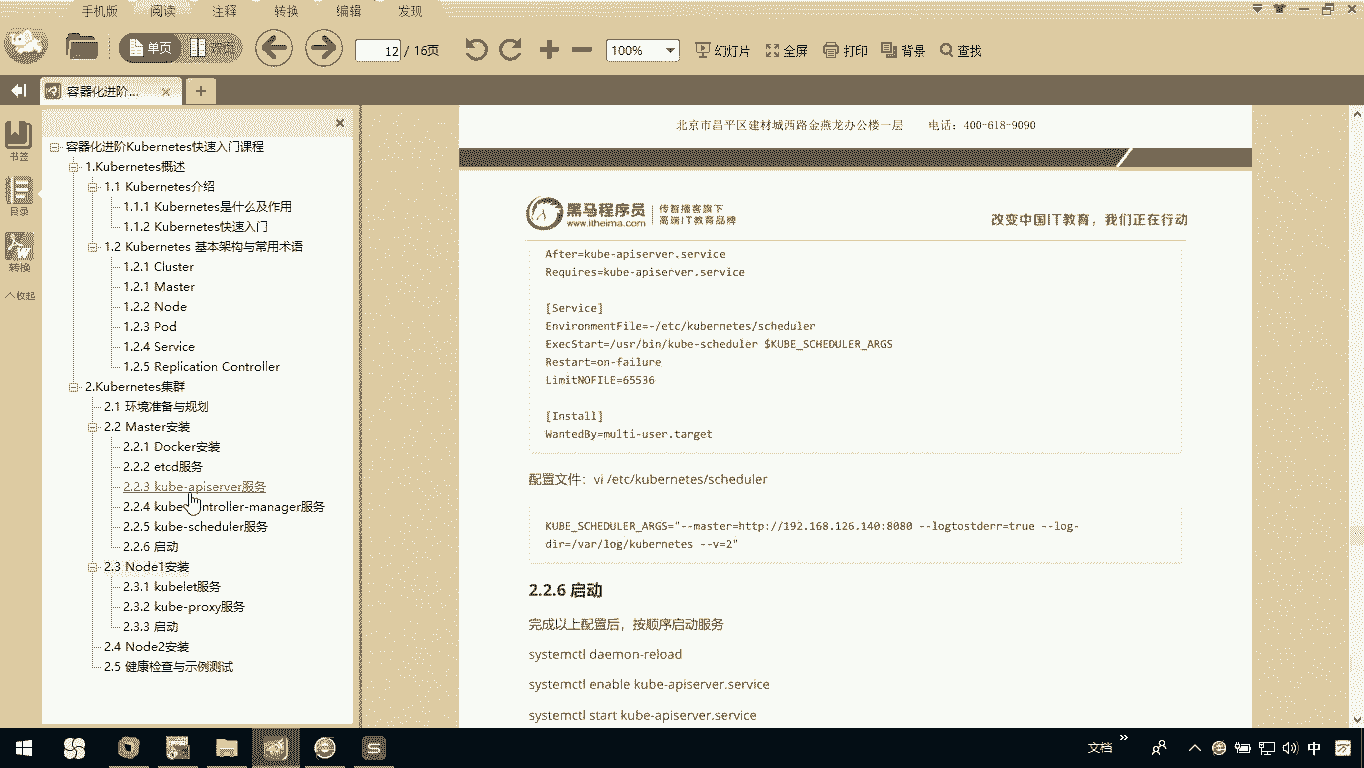 手机版 阅读 注释 转换 编辑 发现
单页 双页 12 / 16页 100% 幻灯片 全屏 打印 背景 查找
容器化进阶...
书签
目录
转换
收起
容器化进阶Kubernetes快速入门课程
1.Kubernetes概述
1.1 Kubernetes介绍
1.1.1 Kubernetes是什么及作用
1.1.2 Kubernetes快速入门
1.2 Kubernetes 基本架构与常用术语
1.2.1 Cluster
1.2.1 Master
1.2.2 Node
1.2.3 Pod
1.2.4 Service
1.2.5 Replication Controller
2.Kubernetes集群
2.1 环境准备与规划
2.2 Master安装
2.2.1 Docker安装
2.2.2 etcd服务
2.2.3 kube-apiserver服务
2.2.4 kube-controller-manager服务
2.2.5 kube-scheduler服务
2.2.6 启动
2.3 Node1安装
2.3.1 kubelet服务
2.3.2 kube-proxy服务
2.3.3 启动
2.4 Node2安装
2.5 健康检查与示例测试
北京市昌平区建材城西路金燕龙办公楼一层 电话：400-618-9090
黑马程序员 传智播客旗下
www.itheima.com 高端IT教育品牌
改变中国IT教育，我们正在行动
After=kube-apiserver.service
Requires=kube-apiserver.service
[Service]
EnvironmentFile=-/etc/kubernetes/scheduler
ExecStart=/usr/bin/kube-scheduler $KUBE_SCHEDULER_ARGS
Restart=on-failure
LimitNOFILE=65536
[Install]
WantedBy=multi-user.target
配置文件：vi /etc/kubernetes/scheduler
KUBE_SCHEDULER_ARGS="--master=http://192.168.126.140:8080 --logtostderr=true --log-
dir=/var/log/kubernetes --v=2"
2.2.6 启动
完成以上配置后，按顺序启动服务
systemctl daemon-reload
systemctl enable kube-apiserver.service
systemctl start kube-apiserver.service
文档 中